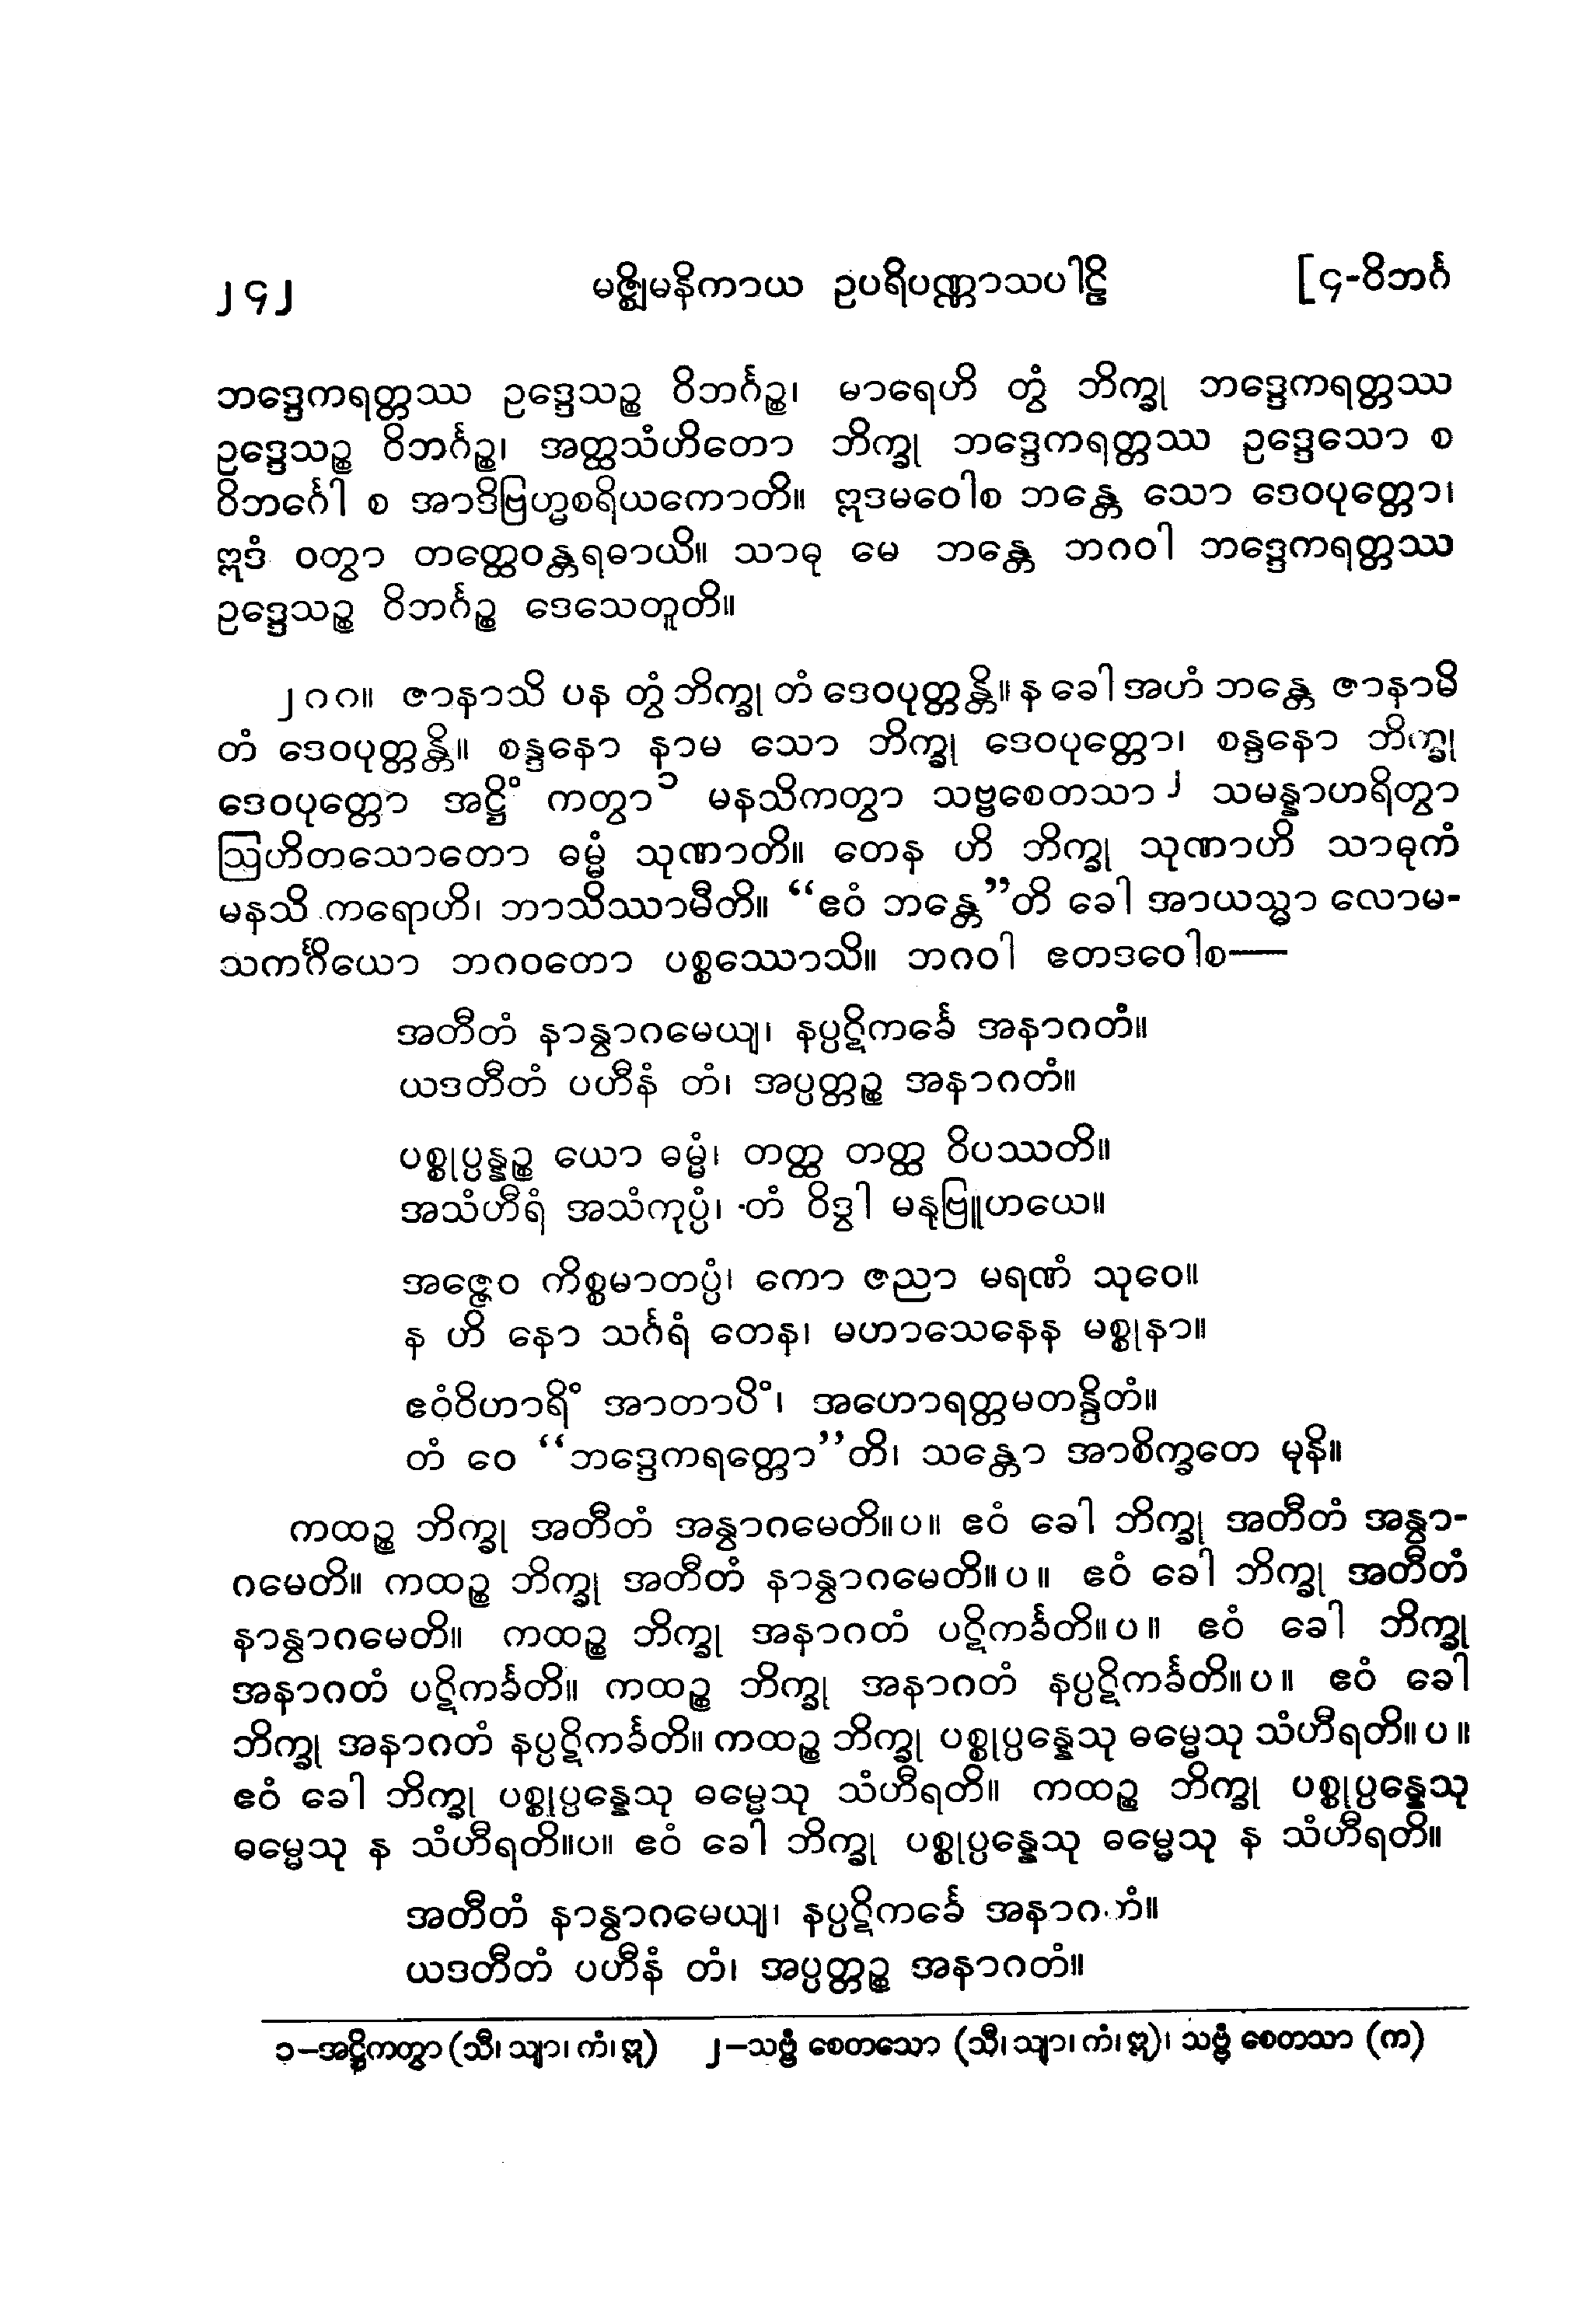 ၂၄၂ မဇ္ဈိမနိကာယ ဥပရိပဏ္ဏာသပါဠိ [၄-ဝိဘင်္ဂ
ဘဒ္ဒေကရတ္တဿ ဥဒ္ဒေသဉ္စ ဝိဘင်္ဂဉ္စ၊ ဓာရေဟိ တွံ ဘိက္ခု ဘဒ္ဒေကရတ္တဿ
ဥဒ္ဒေသဉ္စ ဝိဘင်္ဂဉ္စ၊ အတ္ထသံဟိတော ဘိက္ခု ဘဒ္ဒေကရတ္တဿ ဥဒ္ဒေသော စ
ဝိဘင်္ဂေါ စ အာဒိဗြဟ္မစရိယကောတိ။ ဣဒမဝေါစ ဘန္တေ သော ဒေဝပုတ္တော၊
ဣဒံ ဝတွာ တတ္ထေဝန္တရဓာယိ။ သာဓု မေ ဘန္တေ ဘဂဝါ ဘဒ္ဒေကရတ္တဿ
ဥဒ္ဒေသဉ္စ ဝိဘင်္ဂဉ္စ ဒေသေတူတိ။
၂၈၈။ ဇာနာသိ ပန တွံ ဘိက္ခု တံ ဒေဝပုတ္တန္တိ။ န ခေါ အဟံ ဘန္တေ ဇာနာမိ
တံ ဒေဝပုတ္တန္တိ။ စန္ဒနော နာမ သော ဘိက္ခု ဒေဝပုတ္တော၊ စန္ဒနော ဘိက္ခု
ဒေဝပုတ္တော အဋ္ဌိံ ကတွာ ၁ မနသိကတွာ သဗ္ဗစေတသာ ၂ သမန္နာဟရိတွာ
ဩဟိတသောတော ဓမ္မံ သုဏာတိ။ တေန ဟိ ဘိက္ခု သုဏာဟိ သာဓုကံ
မနသိ ကရောဟိ၊ ဘာသိဿာမီတိ။ “ဧဝံ ဘန္တေ”တိ ခေါ အာယသ္မာ လောမ-
သကင်္ဂိယော ဘဂဝတော ပစ္စဿောသိ။ ဘဂဝါ ဧတဒဝေါစ—
အတီတံ နာနွာဂမေယျ၊ နပ္ပဋိကင်္ခေ အနာဂတံ။
ယဒတီတံ ပဟီနံ တံ၊ အပ္ပတ္တဉ္စ အနာဂတံ။
ပစ္စုပ္ပန္နဉ္စ ယော ဓမ္မံ၊ တတ္ထ တတ္ထ ဝိပဿတိ။
အသံဟီရံ အသံကုပ္ပံ၊ တံ ဝိဒွါ မနုဗြူဟယေ။
အဇ္ဇေဝ ကိစ္စမာတပ္ပံ၊ ကော ဇညာ မရဏံ သုဝေ။
န ဟိ နော သင်္ဂရံ တေန၊ မဟာသေနေန မစ္စုနာ။
ဧဝံဝိဟာရိံ အာတာပိံ၊ အဟောရတ္တမတန္ဒိတံ။
တံ ဝေ “ဘဒ္ဒေကရတ္တော”တိ၊ သန္တော အာစိက္ခတေ မုနိ။
ကထဉ္စ ဘိက္ခု အတီတံ အနွာဂမေတိ။ပ။ ဧဝံ ခေါ ဘိက္ခု အတီတံ အနွာ-
ဂမေတိ။ ကထဉ္စ ဘိက္ခု အတီတံ နာနွာဂမေတိ။ပ။ ဧဝံ ခေါ ဘိက္ခု အတီတံ
နာနွာဂမေတိ။ ကထဉ္စ ဘိက္ခု အနာဂတံ ပဋိကင်္ခတိ။ပ။ ဧဝံ ခေါ ဘိက္ခု
အနာဂတံ ပဋိကင်္ခတိ။ ကထဉ္စ ဘိက္ခု အနာဂတံ နပ္ပဋိကင်္ခတိ။ပ။ ဧဝံ ခေါ
ဘိက္ခု အနာဂတံ နပ္ပဋိကင်္ခတိ။ ကထဉ္စ ဘိက္ခု ပစ္စုပ္ပန္နေသု ဓမ္မေသု သံဟီရတိ။ပ။
ဧဝံ ခေါ ဘိက္ခု ပစ္စုပ္ပန္နေသု ဓမ္မေသု သံဟီရတိ။ ကထဉ္စ ဘိက္ခု ပစ္စုပ္ပန္နေသု
ဓမ္မေသု န သံဟီရတိ။ပ။ ဧဝံ ခေါ ဘိက္ခု ပစ္စုပ္ပန္နေသု ဓမ္မေသု န သံဟီရတိ။
အတီတံ နာနွာဂမေယျ၊ နပ္ပဋိကင်္ခေ အနာဂတံ။
ယဒတီတံ ပဟီနံ တံ၊ အပ္ပတ္တဉ္စ အနာဂတံ။
၁-အဋ္ဌိကတွာ (သီ၊ သျာ၊ ကံ၊ ဣ) ၂-သဗ္ဗံ စေတသော (သီ၊ သျာ၊ ကံ၊ ဣ)၊ သဗ္ဗံ စေတသာ (က)